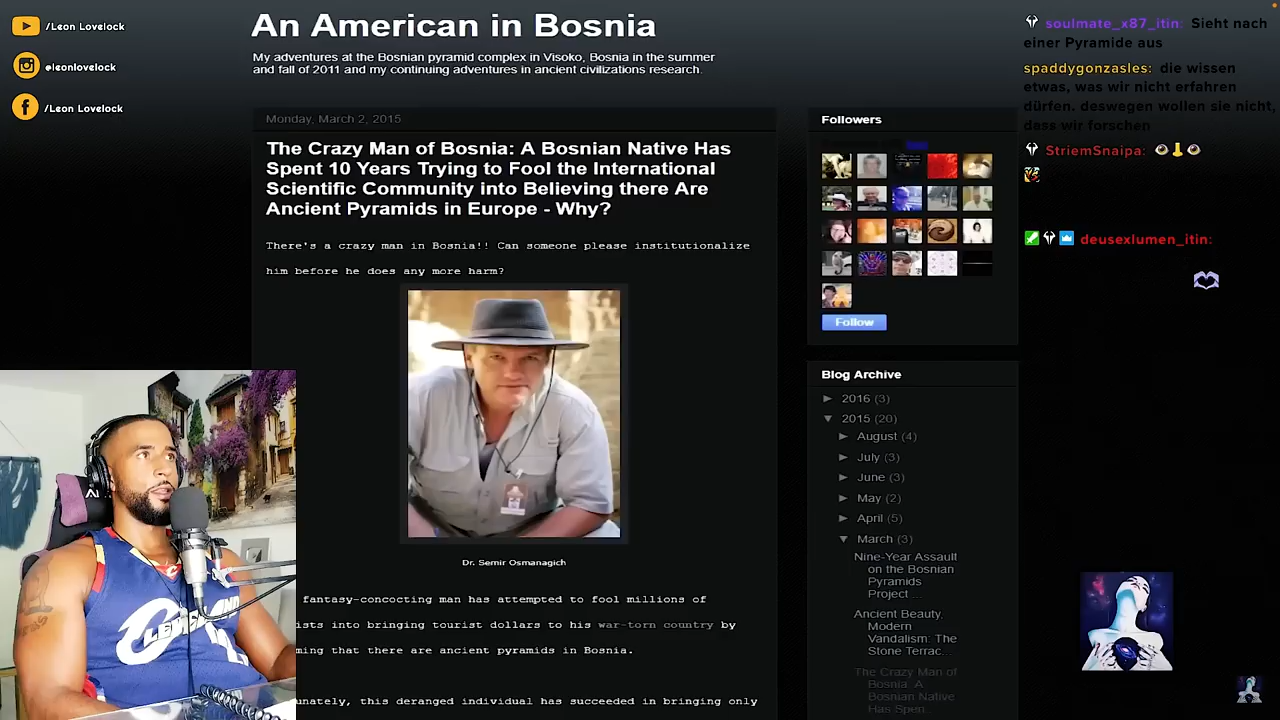 /Leon Lovelock
@leonlovelock
/Leon Lovelock
An American in Bosnia
My adventures at the Bosnian pyramid complex in Visoko, Bosnia in the summer
and fall of 2011 and my continuing adventures in ancient civilizations research.
Monday, March 2, 2015
The Crazy Man of Bosnia: A Bosnian Native Has
Spent 10 Years Trying to Fool the International
Scientific Community into Believing there Are
Ancient Pyramids in Europe - Why?
There's a crazy man in Bosnia!! Can someone please institutionalize
him before he does any more harm?
Dr. Semir Osmanagich
fantasy-concocting man has attempted to fool millions of
ists into bringing tourist dollars to his war-torn country by
ming that there are ancient pyramids in Bosnia.
unately, this deranged individual has succeeded in bringing only
Followers
Follow
Blog Archive
► 2016 (3)
▼ 2015 (20)
► August (4)
► July (3)
► June (3)
► May (2)
► April (5)
▼ March (3)
Nine-Year Assault
on the Bosnian
Pyramids
Project ...
Ancient Beauty,
Modern
Vandalism: The
Stone Terrac...
The Crazy Man of
Bosnia: A
Bosnian Native
Has Spen...
soulmate_x87_itin: Sieht nach
einer Pyramide aus
spaddygonzasles: die wissen
etwas, was wir nicht erfahren
dürfen. deswegen wollen sie nicht,
dass wir forschen
StriemSnaipa:
deusexlumen_itin: